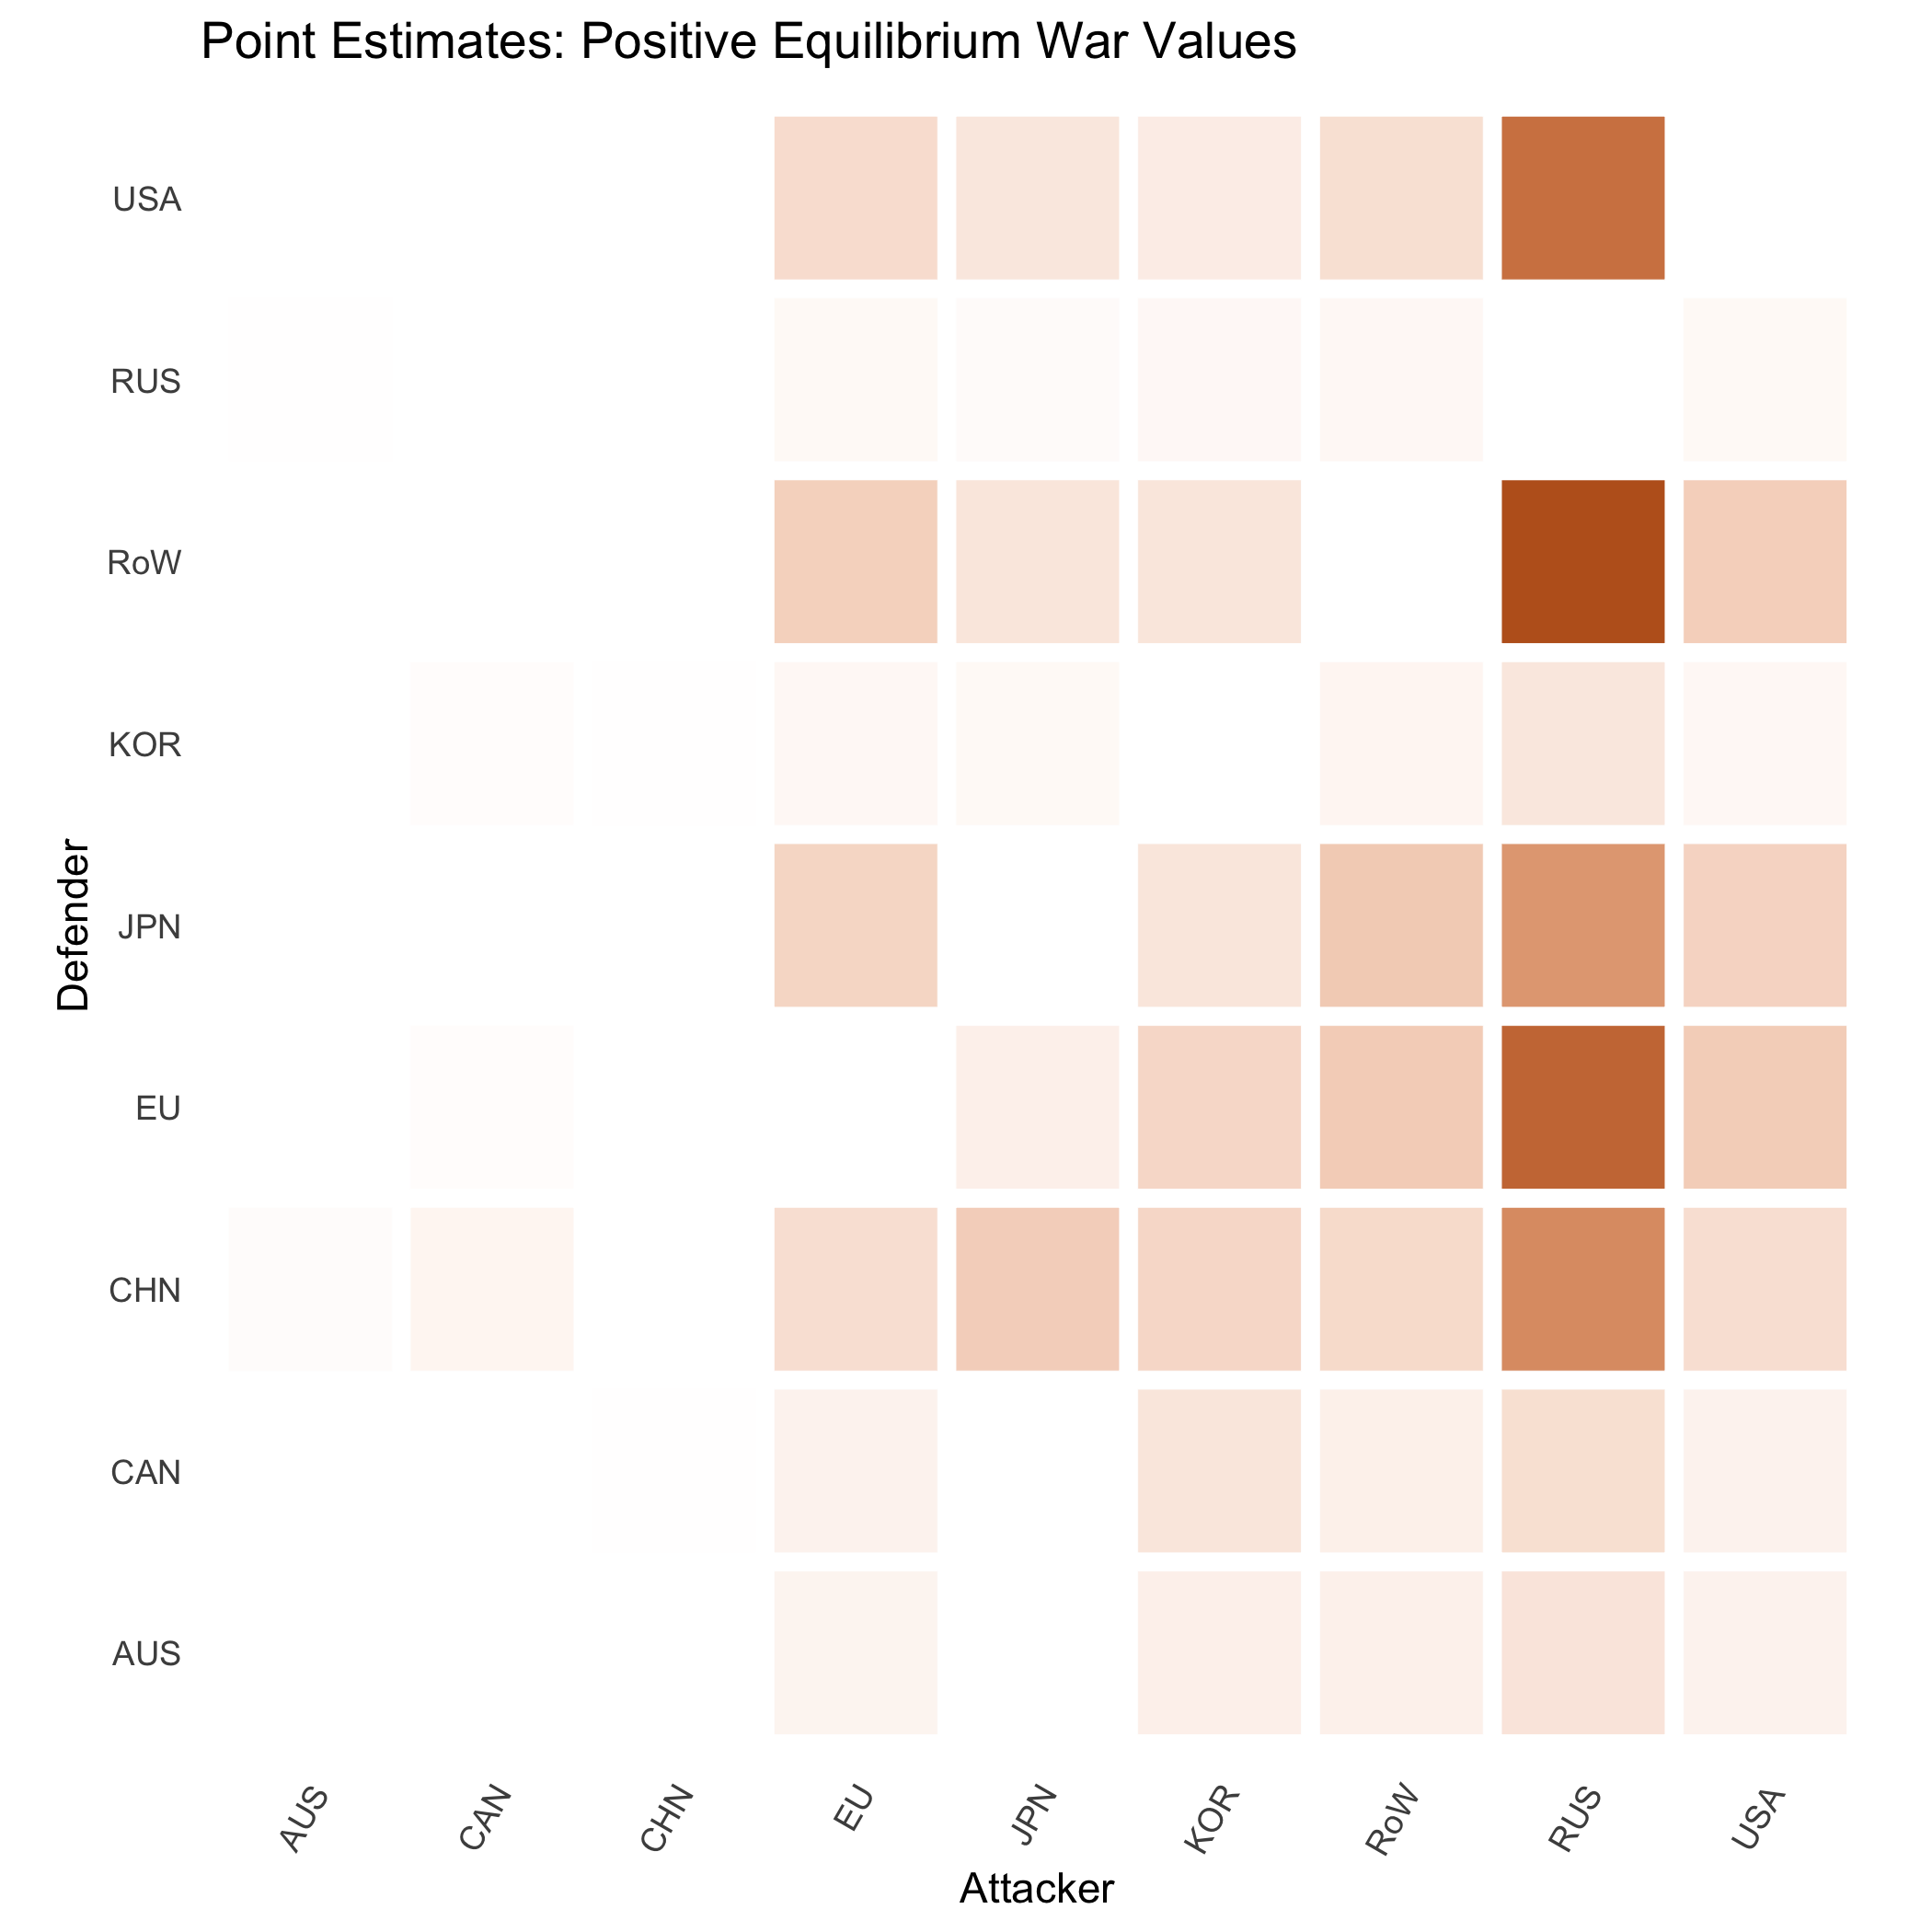 Point Estimates: Positive Equilibrium War Values
USA
RUS
RoW
KOR
JPN
EU
CHN
CAN
AUS
Defender
AUS
CAN
CHN
EU
JPN
KOR
RoW
RUS
USA
Attacker